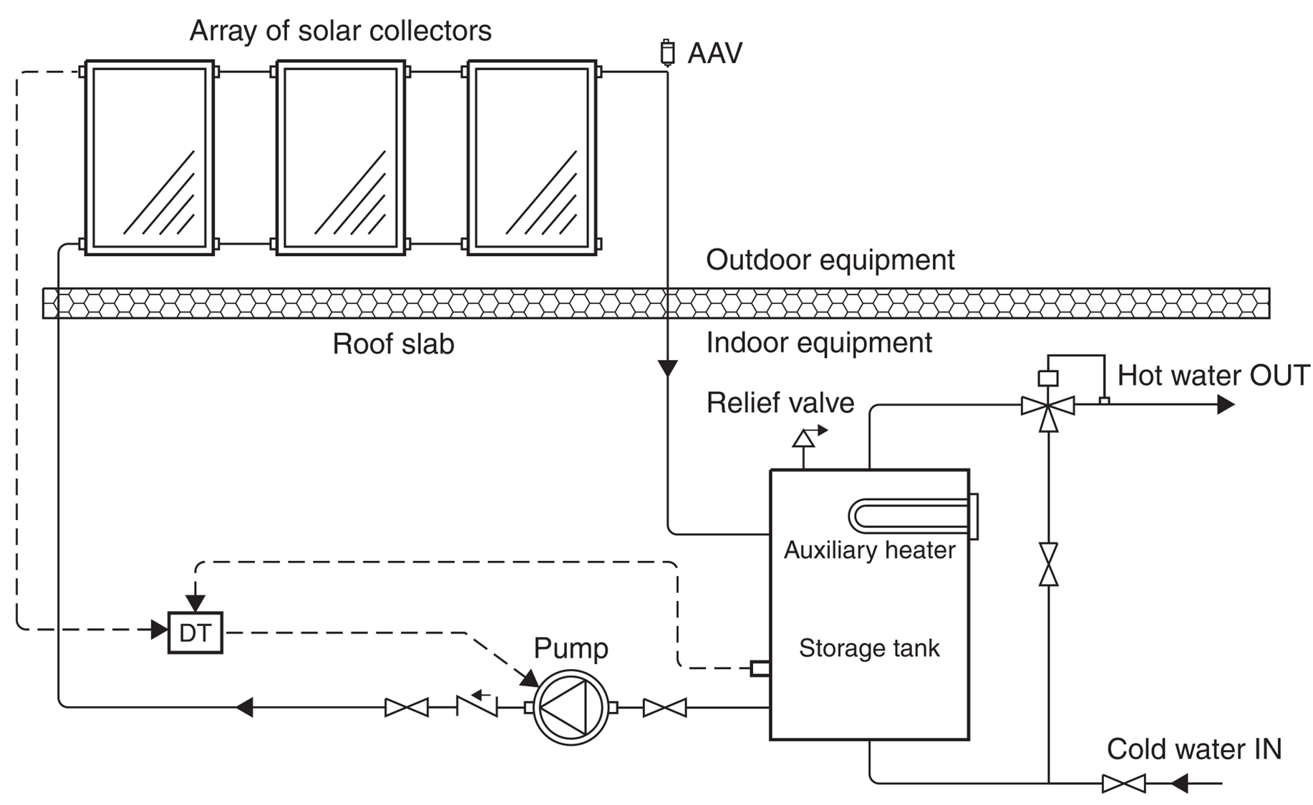 Array of solar collectors
AAV
Outdoor equipment
Roof slab
Indoor equipment
Hot water OUT
Relief valve
Auxiliary heater
DT
Pump
Storage tank
Cold water IN